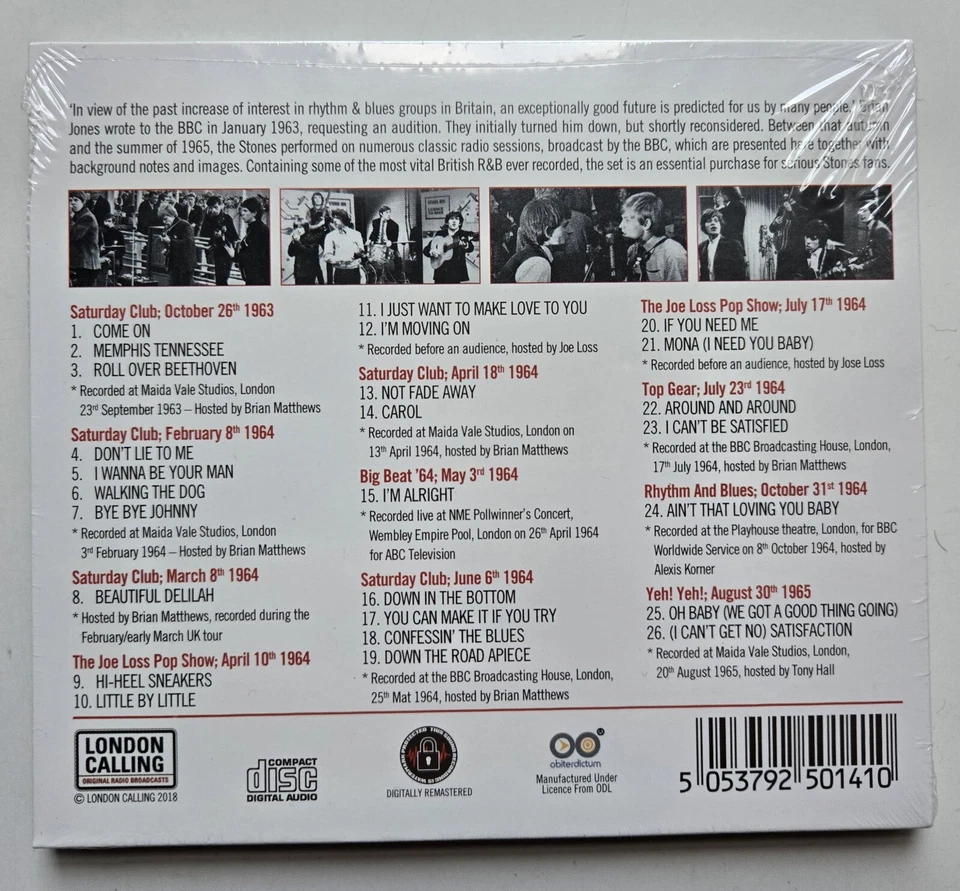 'In view of the past increase of interest in rhythm & blues groups in Britain, an exceptionally good future is predicted for us by many people.' Brian
Jones wrote to the BBC in January 1963, requesting an audition. They initially turned him down, but shortly reconsidered. Between that autumn
and the summer of 1965, the Stones performed on numerous classic radio sessions, broadcast by the BBC, which are presented here together with
background notes and images. Containing some of the most vital British R&B ever recorded, the set is an essential purchase for serious Stones fans.
Saturday Club; October 26th 1963
1. COME ON
2. MEMPHIS TENNESSEE
3. ROLL OVER BEETHOVEN
* Recorded at Maida Vale Studios, London
23rd September 1963 – Hosted by Brian Matthews
Saturday Club; February 8th 1964
4. DON'T LIE TO ME
5. I WANNA BE YOUR MAN
6. WALKING THE DOG
7. BYE BYE JOHNNY
* Recorded at Maida Vale Studios, London
3rd February 1964 – Hosted by Brian Matthews
Saturday Club; March 8th 1964
8. BEAUTIFUL DELILAH
* Hosted by Brian Matthews, recorded during the
February/early March UK tour
The Joe Loss Pop Show; April 10th 1964
9. HI-HEEL SNEAKERS
10. LITTLE BY LITTLE
11. I JUST WANT TO MAKE LOVE TO YOU
12. I'M MOVING ON
* Recorded before an audience, hosted by Joe Loss
Saturday Club; April 18th 1964
13. NOT FADE AWAY
14. CAROL
* Recorded at Maida Vale Studios, London on
13th April 1964, hosted by Brian Matthews
Big Beat '64; May 3rd 1964
15. I'M ALRIGHT
* Recorded live at NME Pollwinner's Concert,
Wembley Empire Pool, London on 26th April 1964
for ABC Television
Saturday Club; June 6th 1964
16. DOWN IN THE BOTTOM
17. YOU CAN MAKE IT IF YOU TRY
18. CONFESSIN' THE BLUES
19. DOWN THE ROAD APIECE
* Recorded at the BBC Broadcasting House, London,
25th Mat 1964, hosted by Brian Matthews
The Joe Loss Pop Show; July 17th 1964
20. IF YOU NEED ME
21. MONA (I NEED YOU BABY)
* Recorded before an audience, hosted by Jose Loss
Top Gear; July 23rd 1964
22. AROUND AND AROUND
23. I CAN'T BE SATISFIED
* Recorded at the BBC Broadcasting House, London,
17th July 1964, hosted by Brian Matthews
Rhythm And Blues; October 31st 1964
24. AIN'T THAT LOVING YOU BABY
* Recorded at the Playhouse theatre, London, for BBC
Worldwide Service on 8th October 1964, hosted by
Alexis Korner
Yeh! Yeh!; August 30th 1965
25. OH BABY (WE GOT A GOOD THING GOING)
26. (I CAN'T GET NO) SATISFACTION
* Recorded at Maida Vale Studios, London,
20th August 1965, hosted by Tony Hall
LONDON
CALLING
ORIGINAL RADIO BROADCASTS
© LONDON CALLING 2018
COMPACT
disc
DIGITAL AUDIO
DIGITALLY REMASTERED
obiterdictum
Manufactured Under
Licence From ODL
5 053792 501410